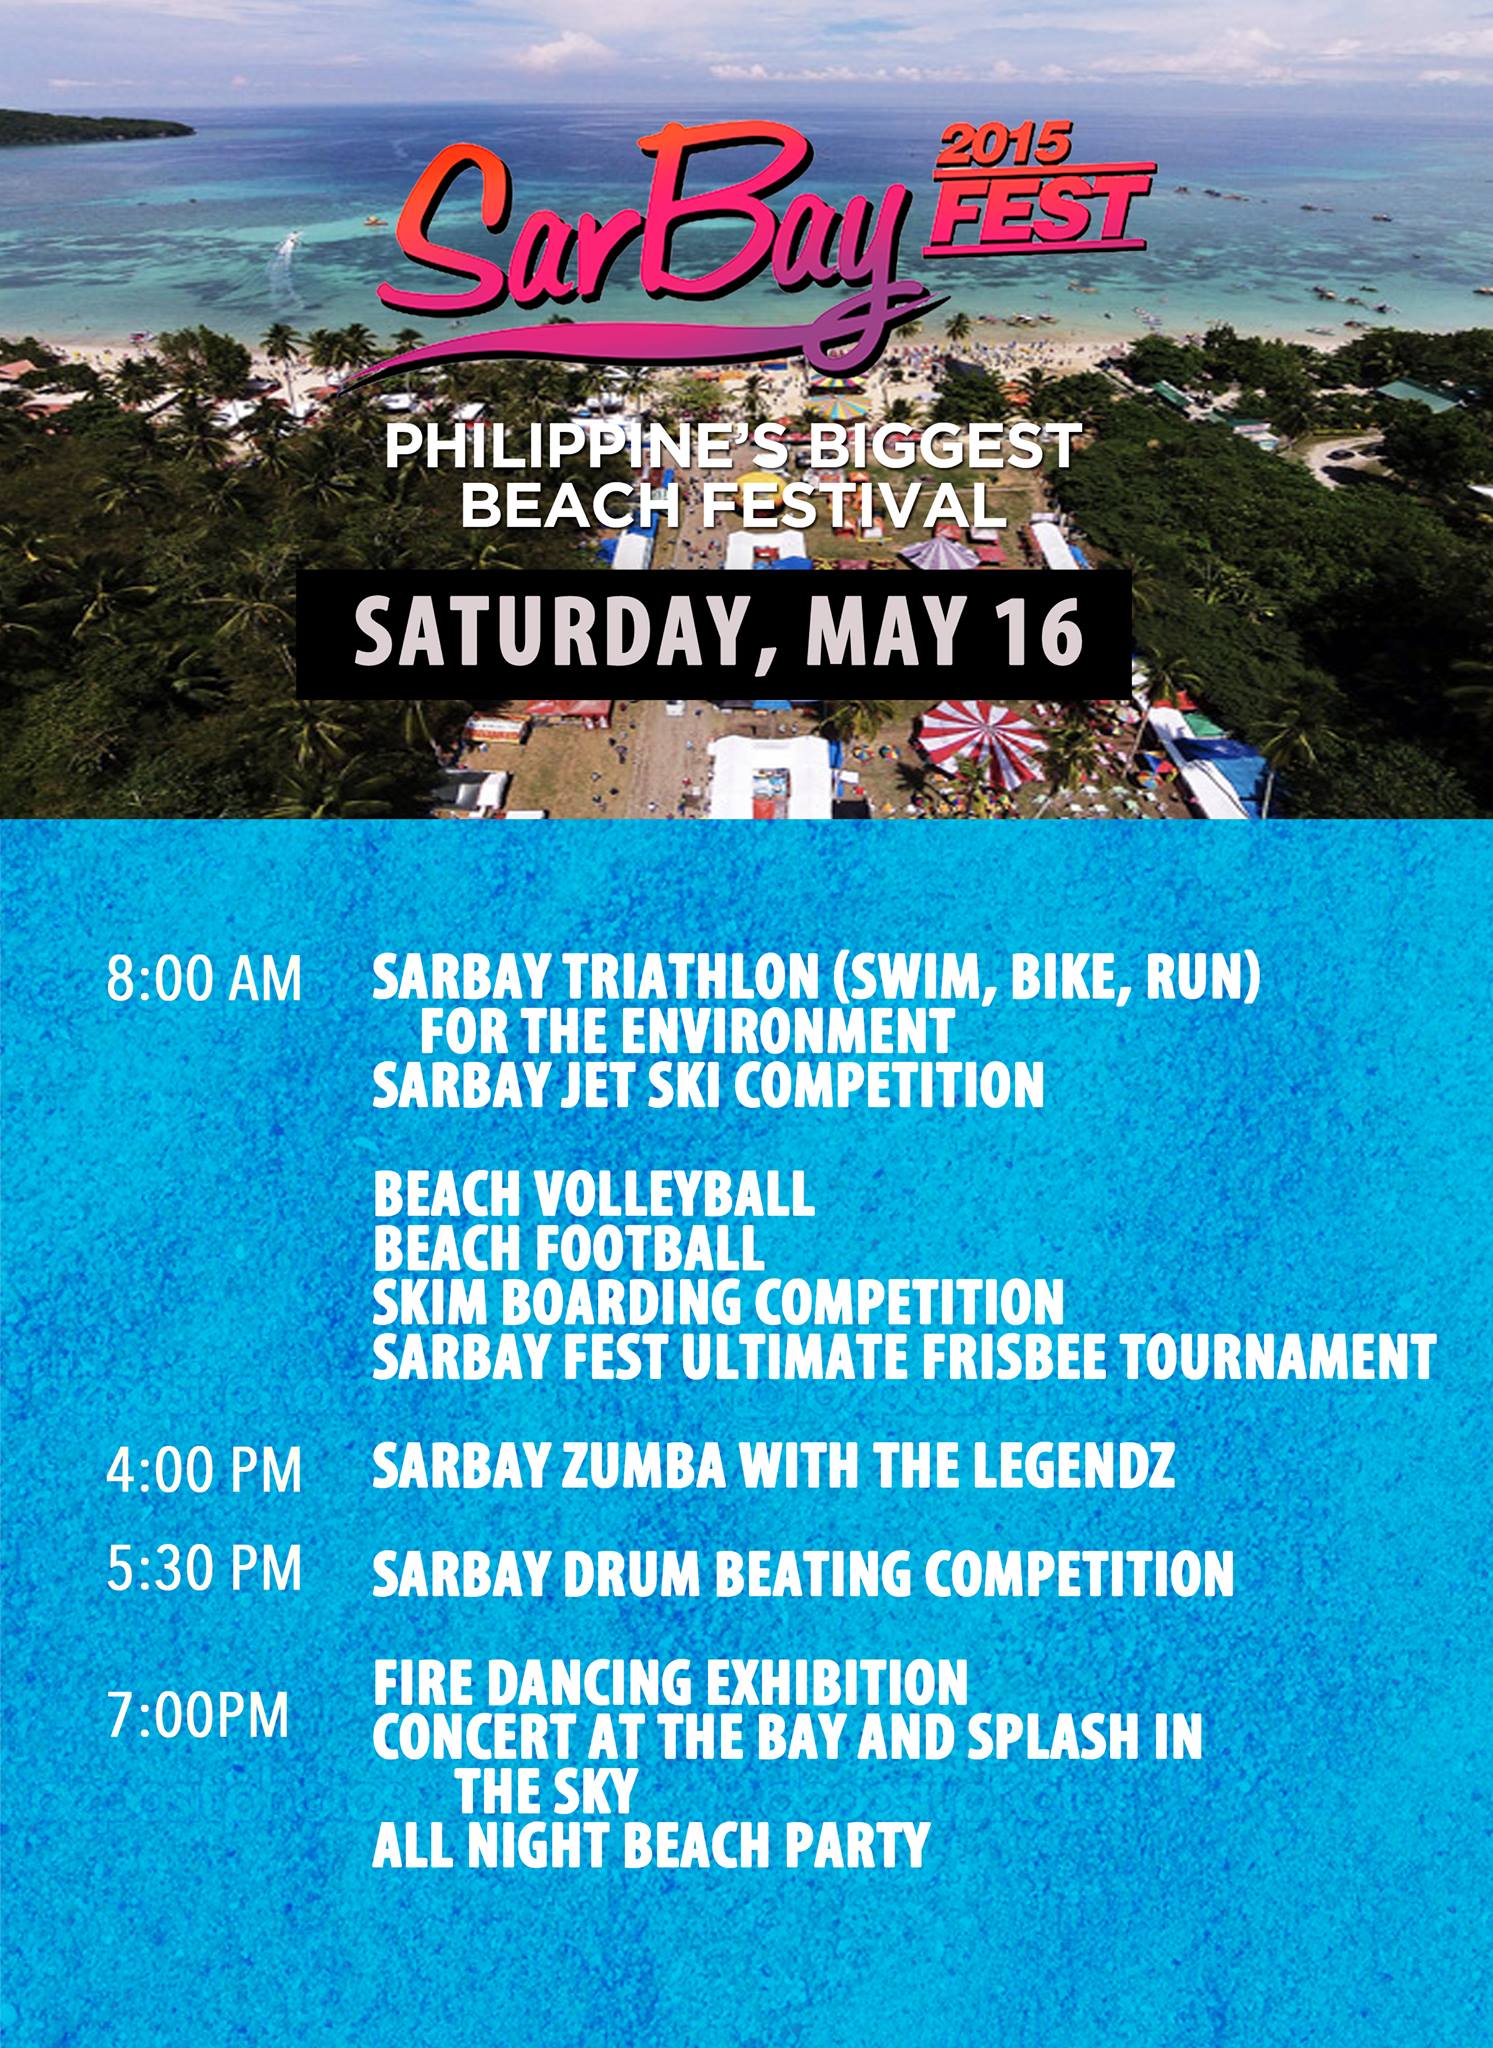 SarBay 2015 FEST
PHILIPPINE'S BIGGEST
BEACH FESTIVAL
SATURDAY, MAY 16
8:00 AM SARBAY TRIATHLON (SWIM, BIKE, RUN)
FOR THE ENVIRONMENT
SARBAY JET SKI COMPETITION
BEACH VOLLEYBALL
BEACH FOOTBALL
SKIM BOARDING COMPETITION
SARBAY FEST ULTIMATE FRISBEE TOURNAMENT
4:00 PM SARBAY ZUMBA WITH THE LEGENDZ
5:30 PM SARBAY DRUM BEATING COMPETITION
7:00PM FIRE DANCING EXHIBITION
CONCERT AT THE BAY AND SPLASH IN
THE SKY
ALL NIGHT BEACH PARTY